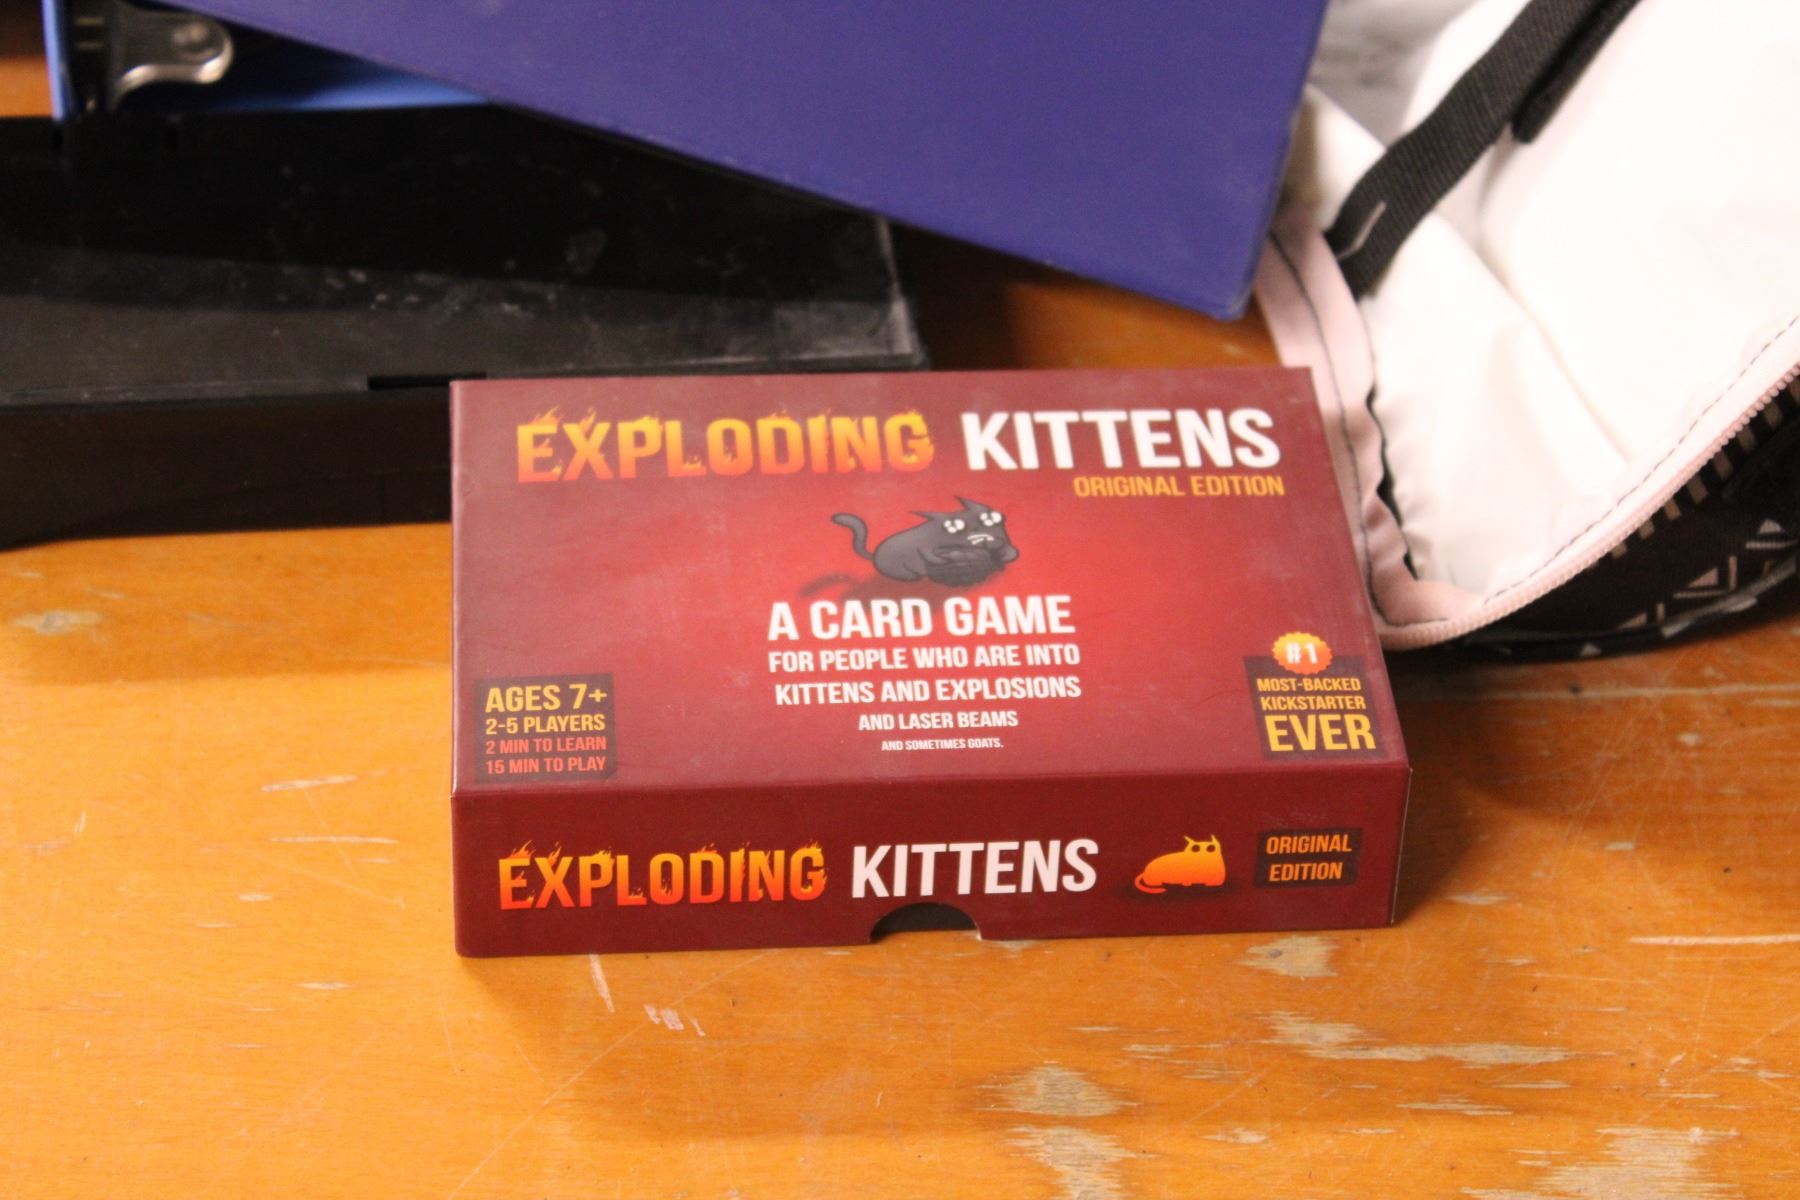 EXPLODING KITTENS
ORIGINAL EDITION
A CARD GAME
FOR PEOPLE WHO ARE INTO
KITTENS AND EXPLOSIONS
AND LASER BEAMS
AND SOMETIMES GOATS.
AGES 7+
2-5 PLAYERS
2 MIN TO LEARN
15 MIN TO PLAY
#1
MOST-BACKED
KICKSTARTER
EVER
EXPLODING KITTENS
ORIGINAL
EDITION